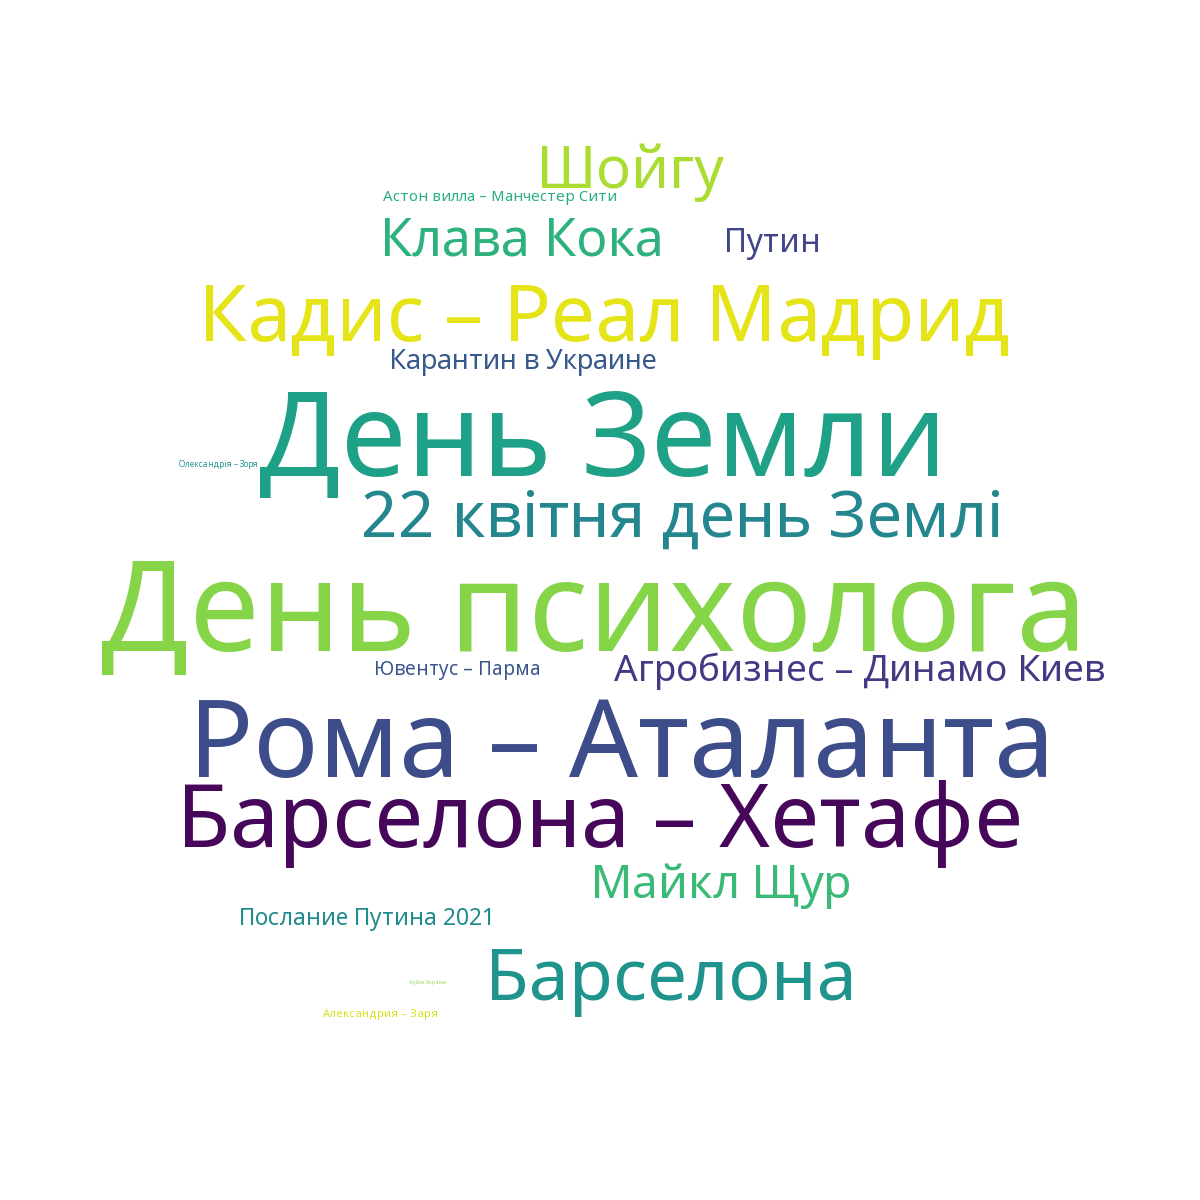 Шойгу
Астон вилла – Манчестер Сити
Клава Кока
Путин
Кадис – Реал Мадрид
Карантин в Украине
День Земли
Олександрія – Зоря
22 квітня день Землі
День психолога
Ювентус – Парма
Агробизнес – Динамо Киев
Рома – Аталанта
Барселона – Хетафе
Майкл Щур
Послание Путина 2021
Барселона
Кубок Украины
Александрия – Заря